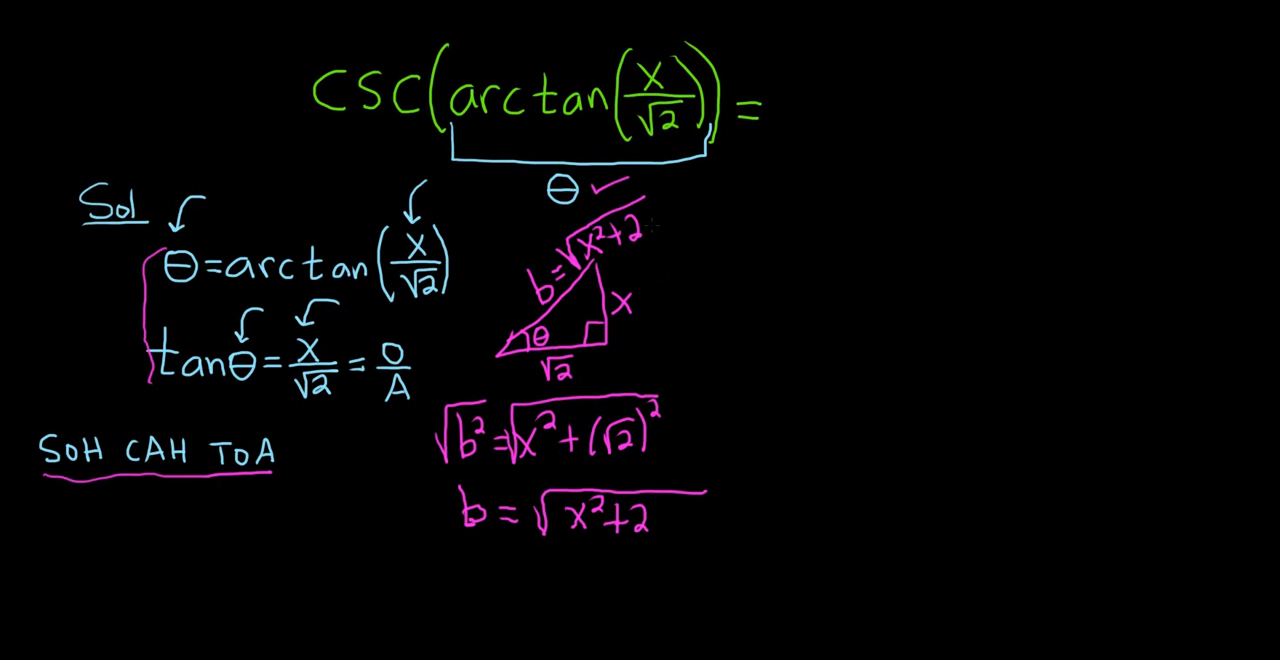 csc(arctan(x/√2)) =
θ ✓
Sol
θ = arctan(x/√2)
tanθ = x/√2 = O/A
SOH CAH TOA
b = √(x²+2)
x
θ
√2
√b² = √(x² + (√2)²)
b = √(x²+2)